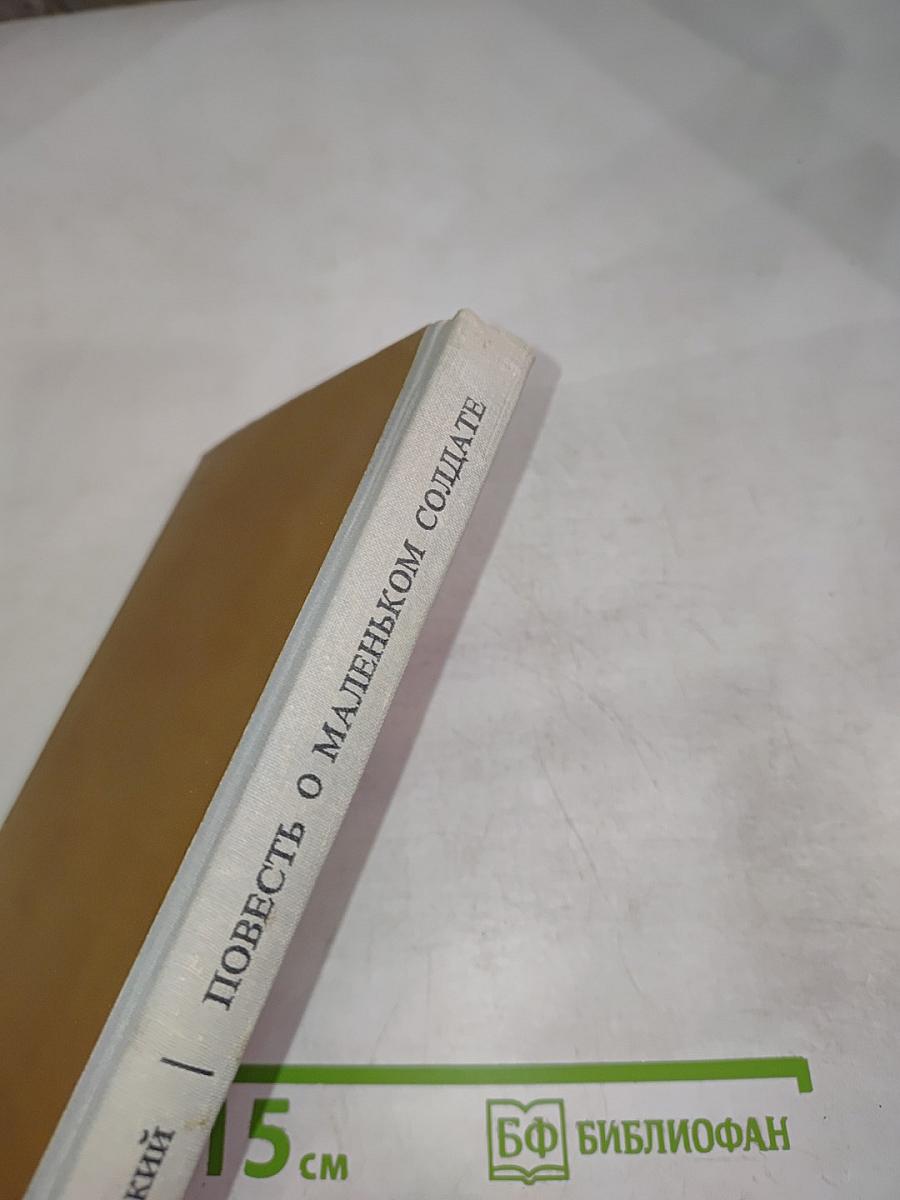 кий | ПОВЕСТЬ О МАЛЕНЬКОМ СОЛДАТЕ
15 см
БФ БИБЛИОФАН